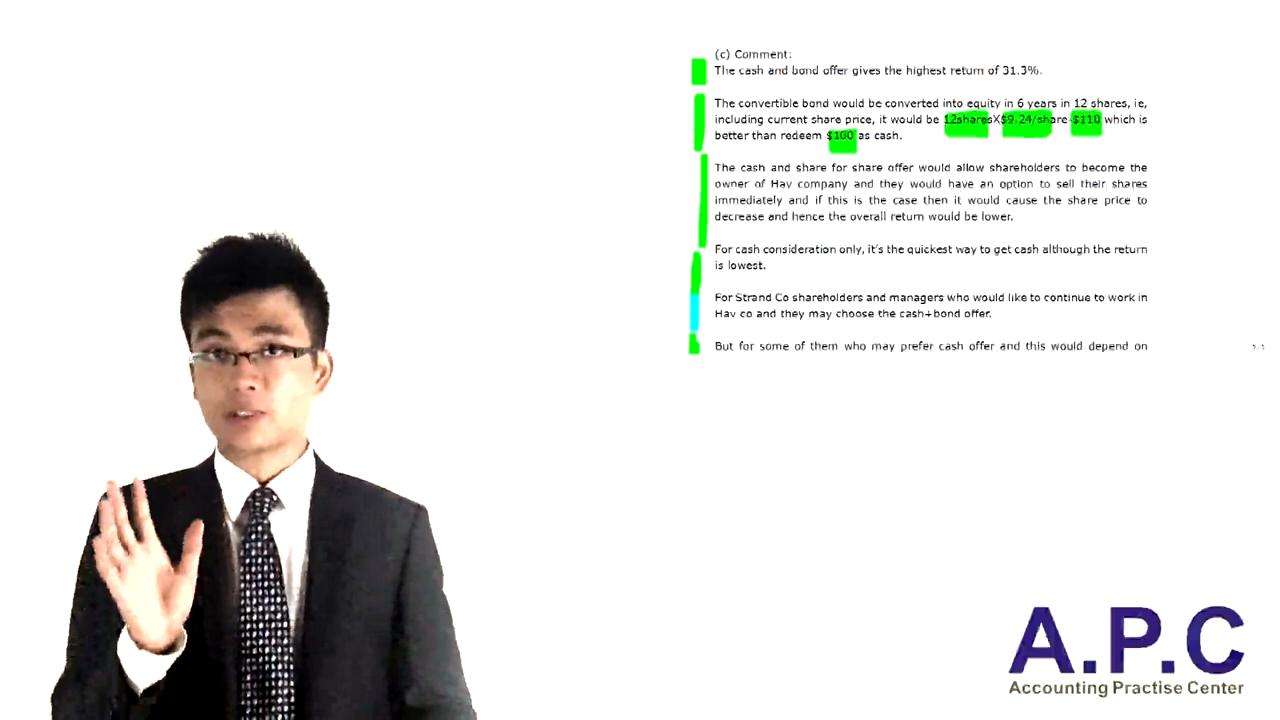 (c) Comment:
The cash and bond offer gives the highest return of 31.3%.
The convertible bond would be converted into equity in 6 years in 12 shares, ie,
including current share price, it would be 12sharesX$9.24/share=$110 which is
better than redeem $100 as cash.
The cash and share for share offer would allow shareholders to become the
owner of Hav company and they would have an option to sell their shares
immediately and if this is the case then it would cause the share price to
decrease and hence the overall return would be lower.
For cash consideration only, it's the quickest way to get cash although the return
is lowest.
For Strand Co shareholders and managers who would like to continue to work in
Hav co and they may choose the cash+bond offer.
But for some of them who may prefer cash offer and this would depend on
A.P.C
Accounting Practise Center